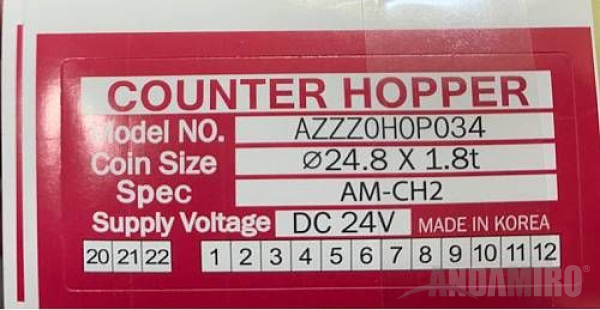 COUNTER HOPPER
Model NO. AZZZ0H0P034
Coin Size Ø24.8 X 1.8t
Spec AM-CH2
Supply Voltage DC 24V MADE IN KOREA
20 21 22 1 2 3 4 5 6 7 8 9 10 11 12
ANDAMIRO®